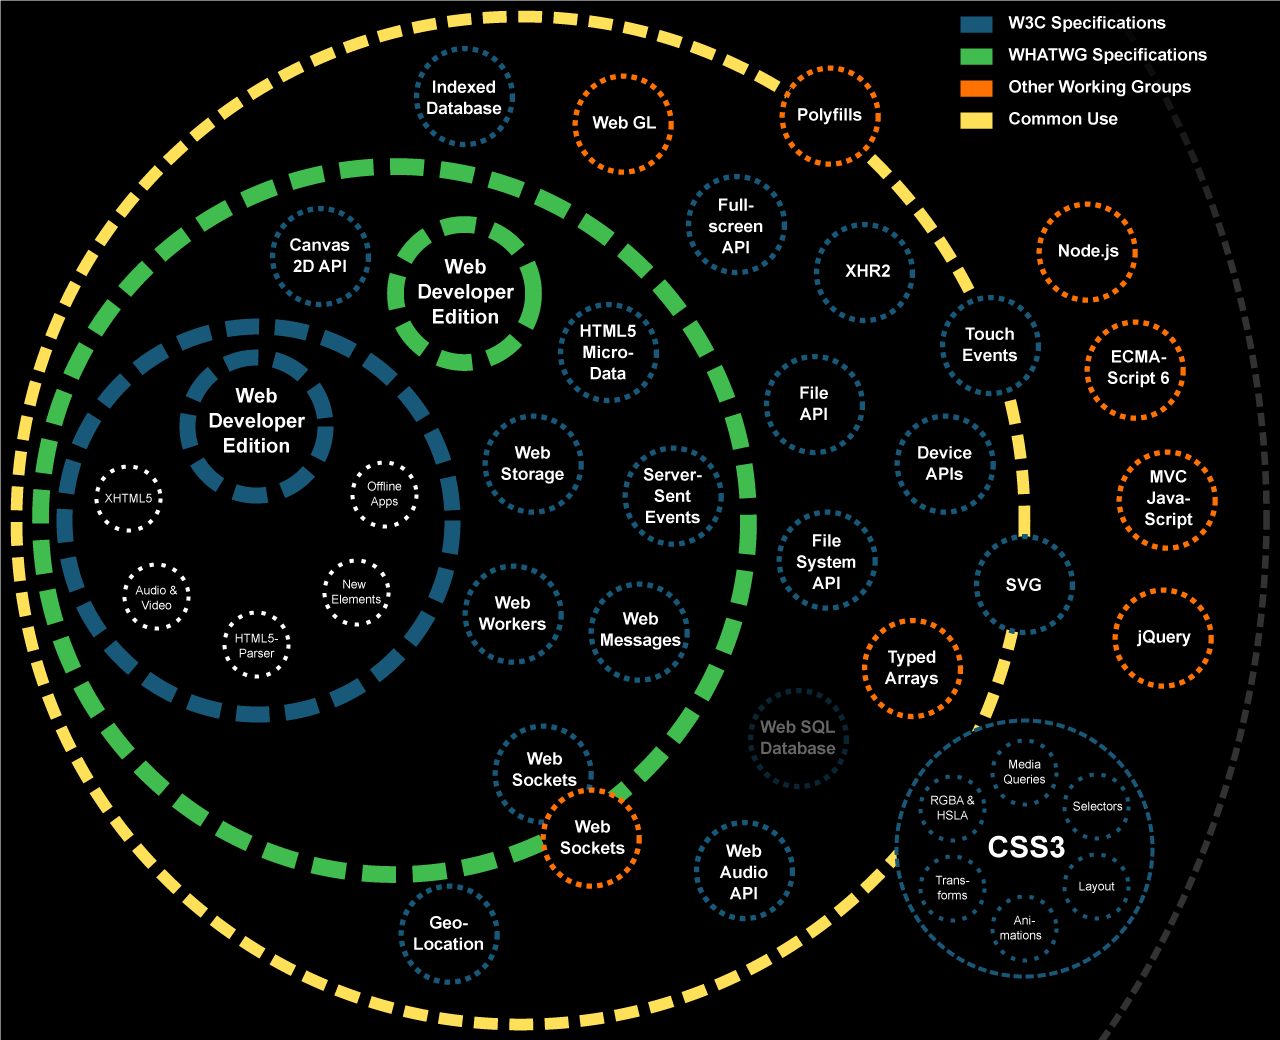 W3C Specifications
WHATWG Specifications
Other Working Groups
Common Use
Indexed
Database
Web GL
Polyfills
Full-
screen
API
XHR2
Node.js
Canvas
2D API
Web
Developer
Edition
HTML5
Micro-
Data
Touch
Events
ECMA-
Script 6
File
API
Web
Developer
Edition
Web
Storage
Server-
Sent
Events
Device
APIs
MVC
Java-
Script
XHTML5
Offline
Apps
File
System
API
SVG
Audio &
Video
New
Elements
HTML5-
Parser
Web
Workers
Web
Messages
Typed
Arrays
jQuery
Web SQL
Database
Web
Sockets
Web
Sockets
Web
Audio
API
Geo-
Location
Media
Queries
RGBA &
HSLA
Selectors
CSS3
Trans-
forms
Layout
Ani-
mations